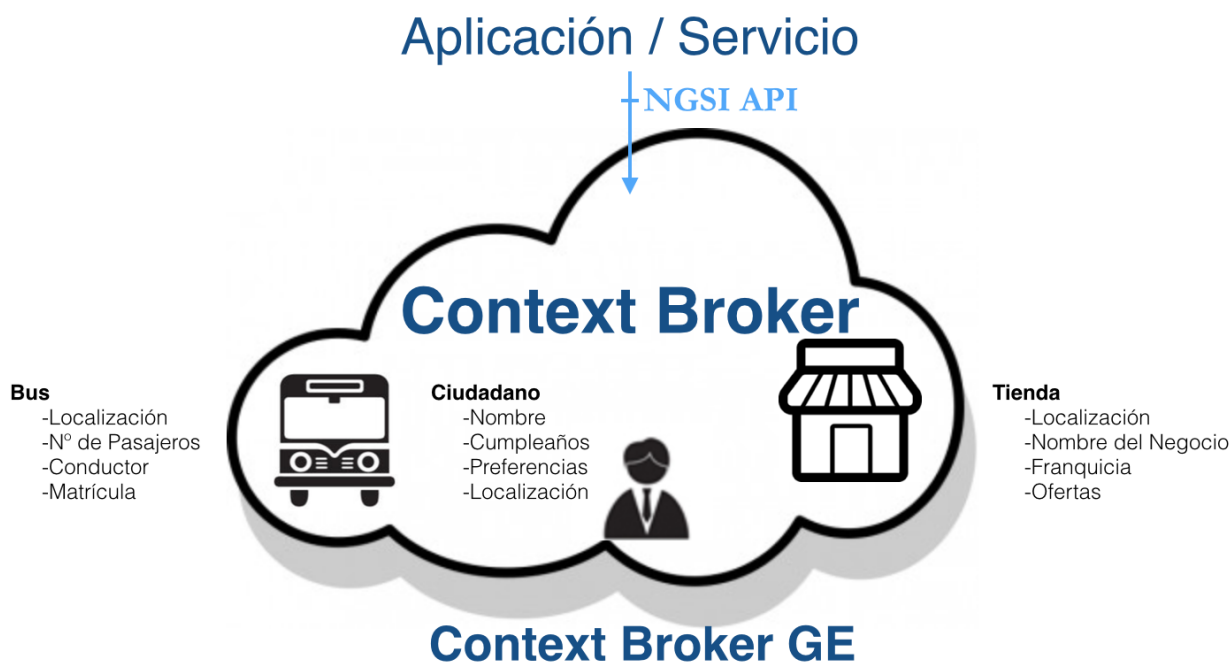 Aplicación / Servicio
NGSI API
Context Broker
Bus
-Localización
-Nº de Pasajeros
-Conductor
-Matrícula
Ciudadano
-Nombre
-Cumpleaños
-Preferencias
-Localización
Tienda
-Localización
-Nombre del Negocio
-Franquicia
-Ofertas
Context Broker GE